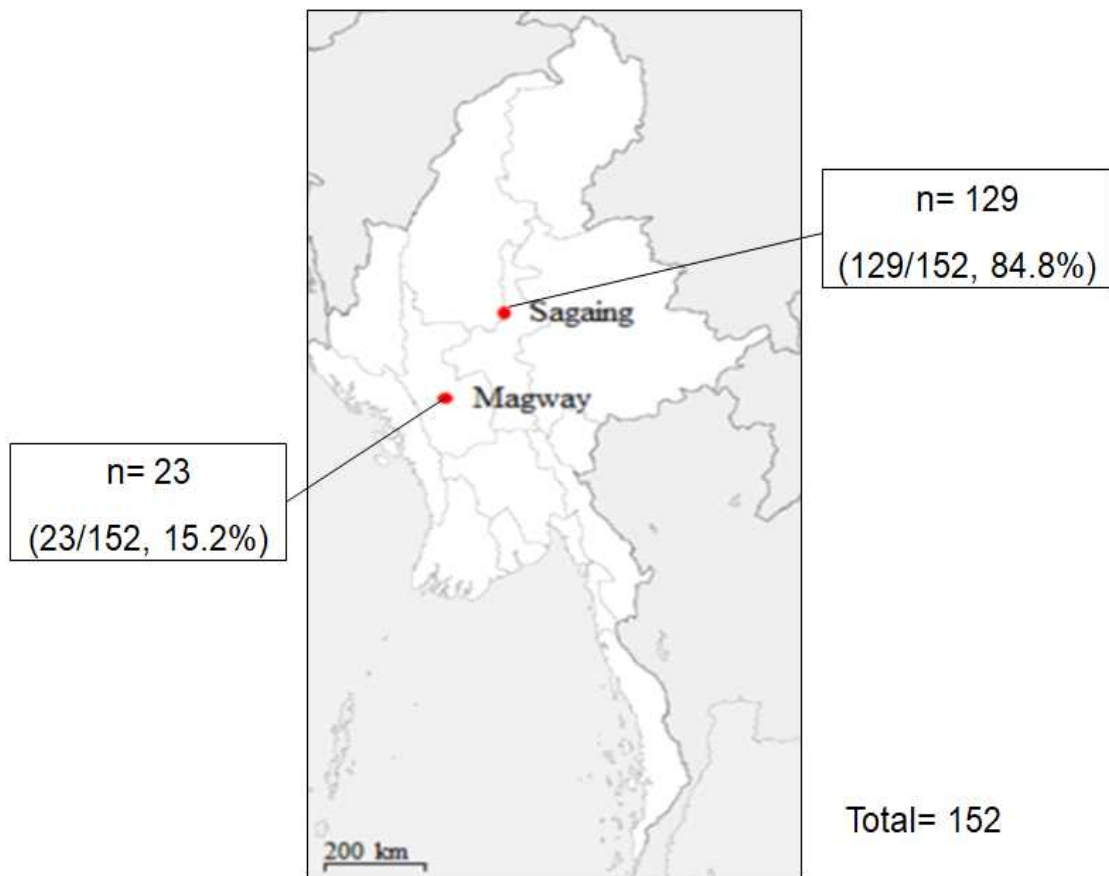 n= 129
(129/152, 84.8%)
Sagaing
Magway
n= 23
(23/152, 15.2%)
Total= 152
200 km